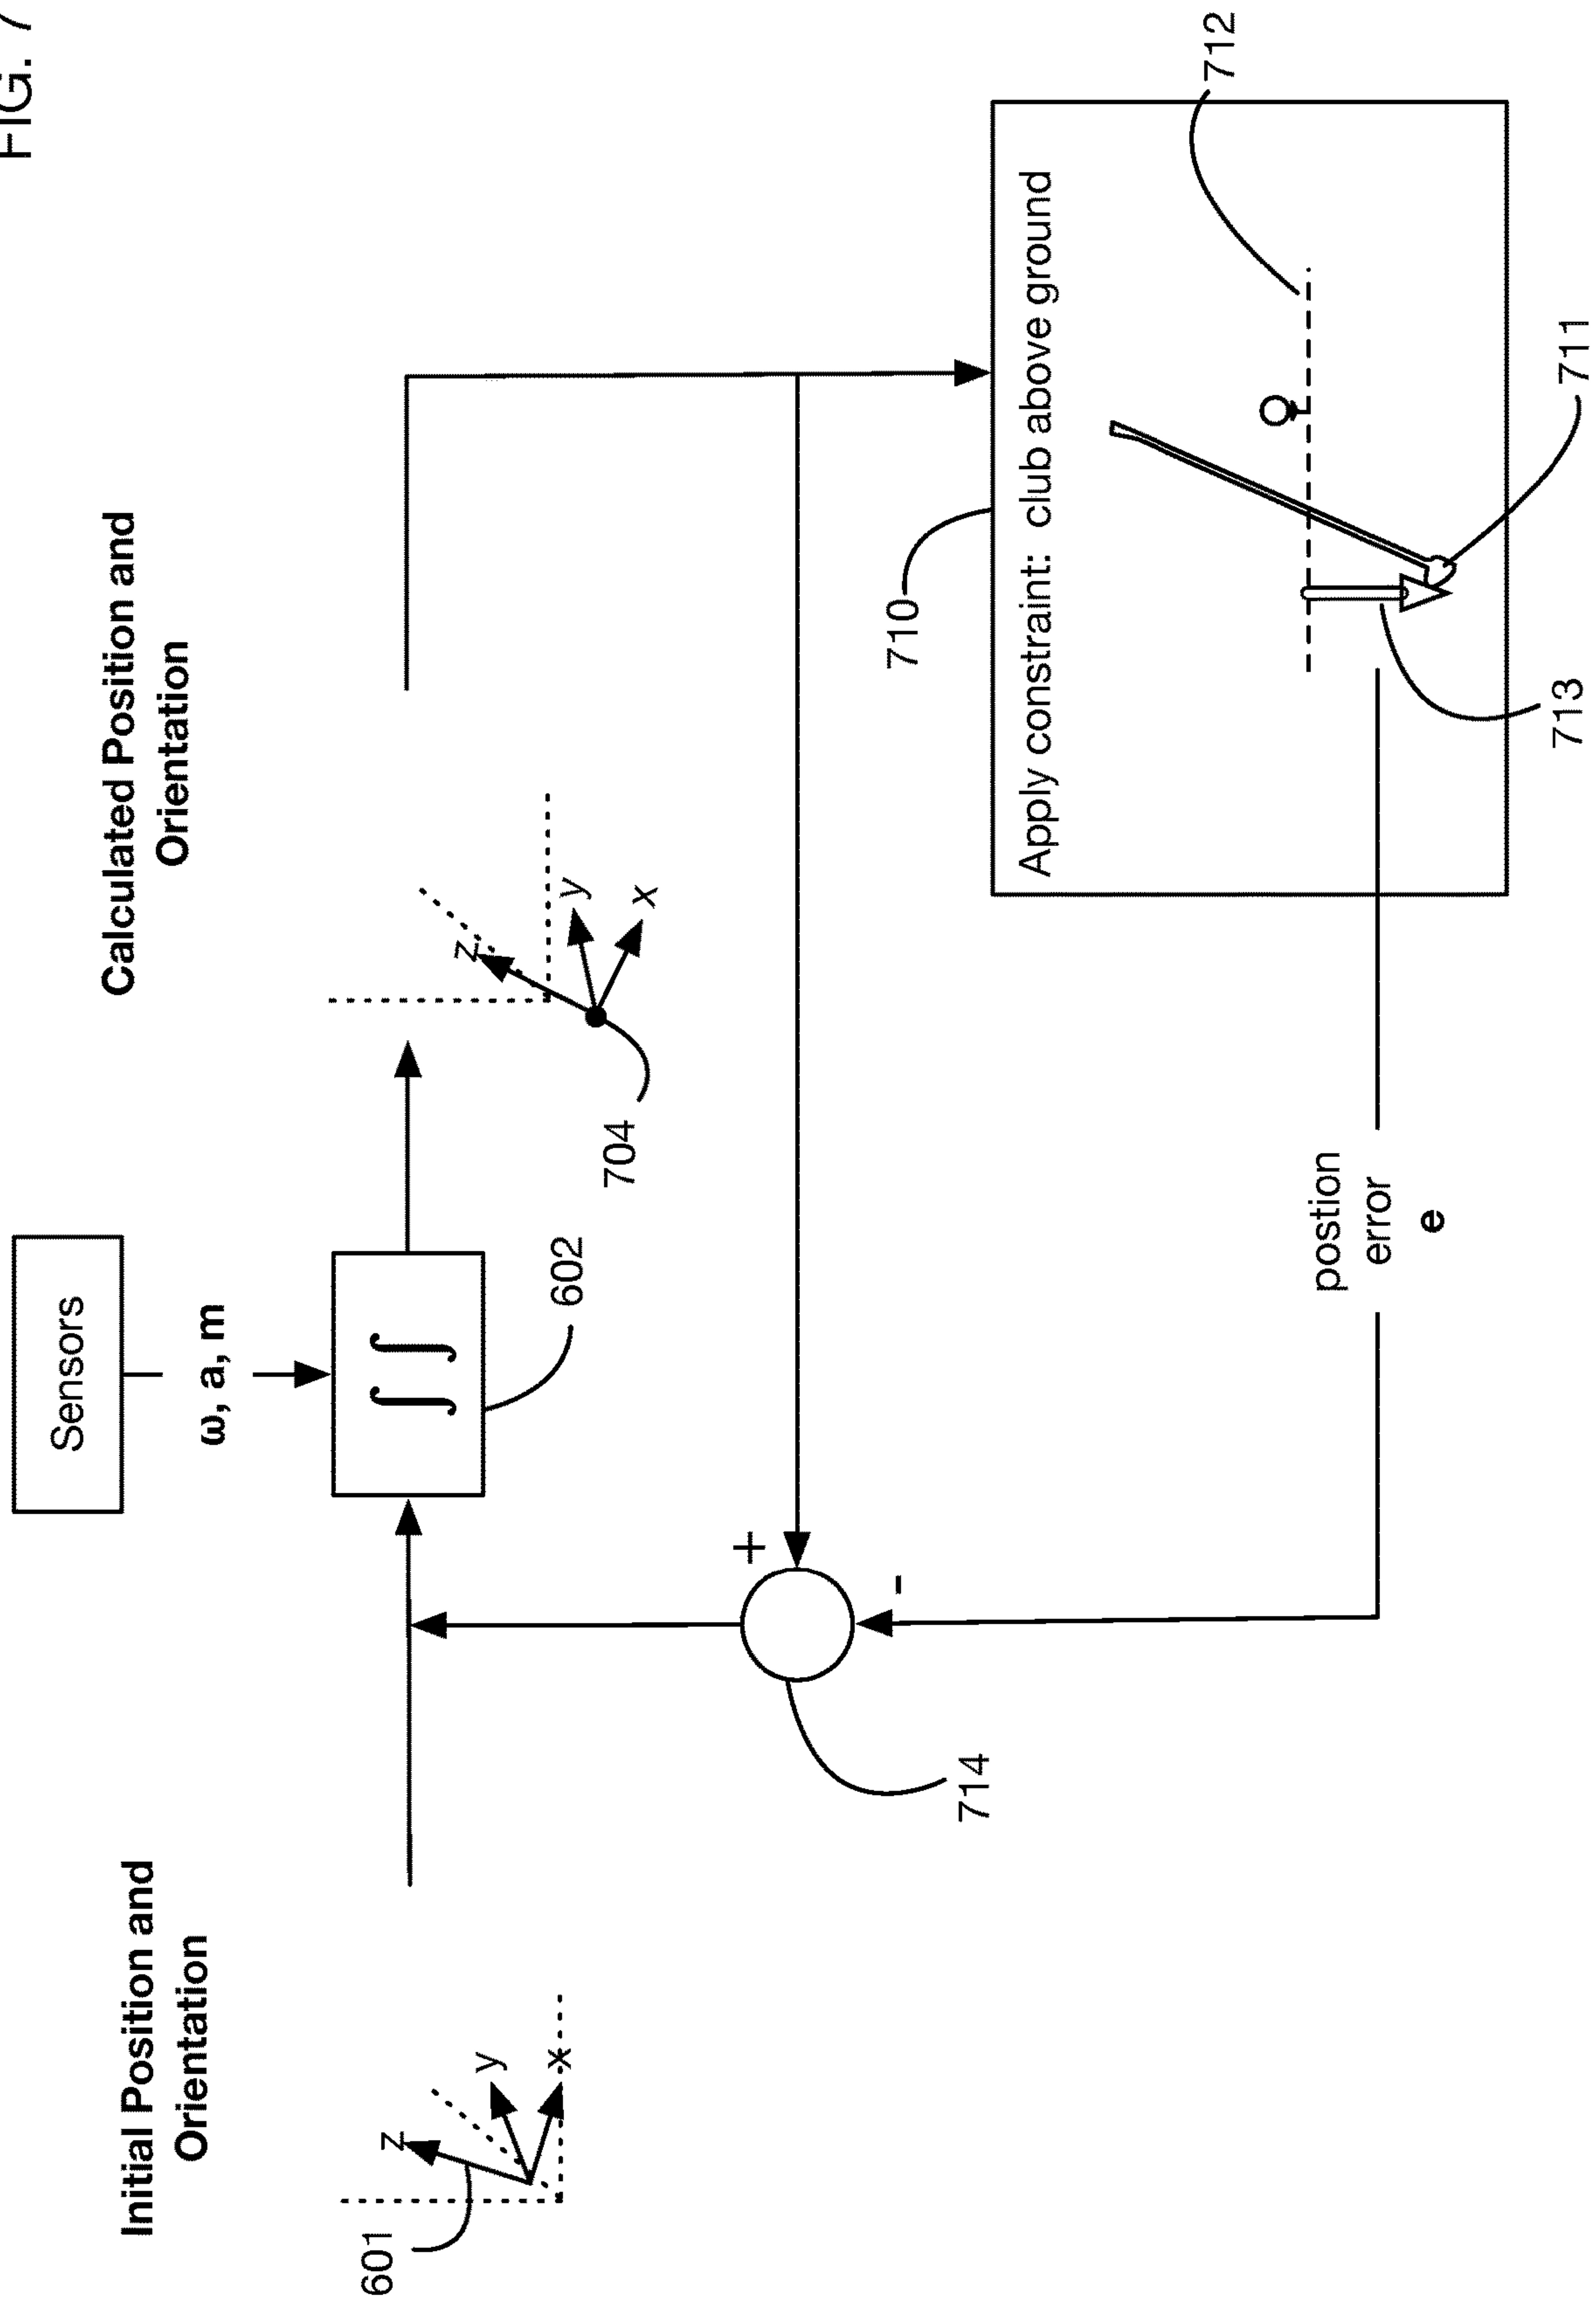 FIG. 7
Sensors
ω, a, m
Initial Position and
Orientation
Calculated Position and
Orientation
601
z
y
x
∫∫
602
z
y
x
704
+
-
714
710
Apply constraint: club above ground
712
711
713
postion
error
e